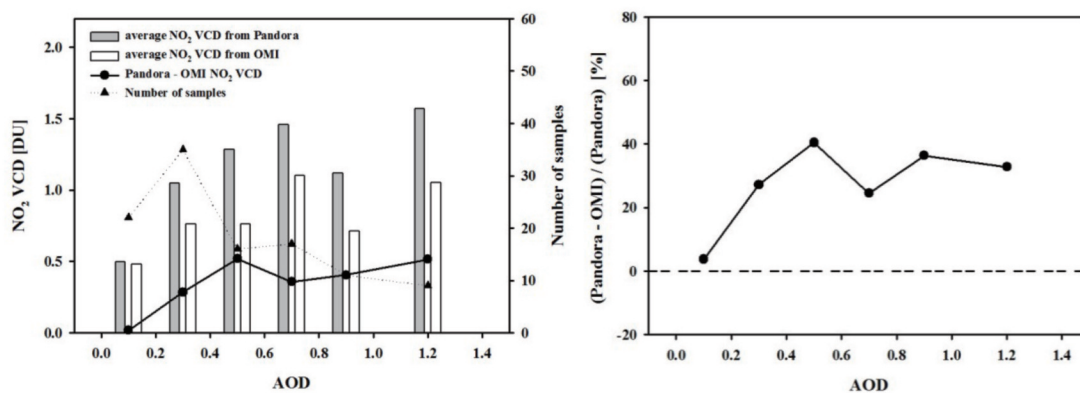 average NO₂ VCD from Pandora
average NO₂ VCD from OMI
Pandora - OMI NO₂ VCD
Number of samples
NO₂ VCD [DU]
2.0
1.5
1.0
0.5
0.0
0.0 0.2 0.4 0.6 0.8 1.0 1.2 1.4
AOD
60
50
40
30
20
10
0
Number of samples
(Pandora - OMI) / (Pandora) [%]
80
60
40
20
0
-20
0.0 0.2 0.4 0.6 0.8 1.0 1.2 1.4
AOD